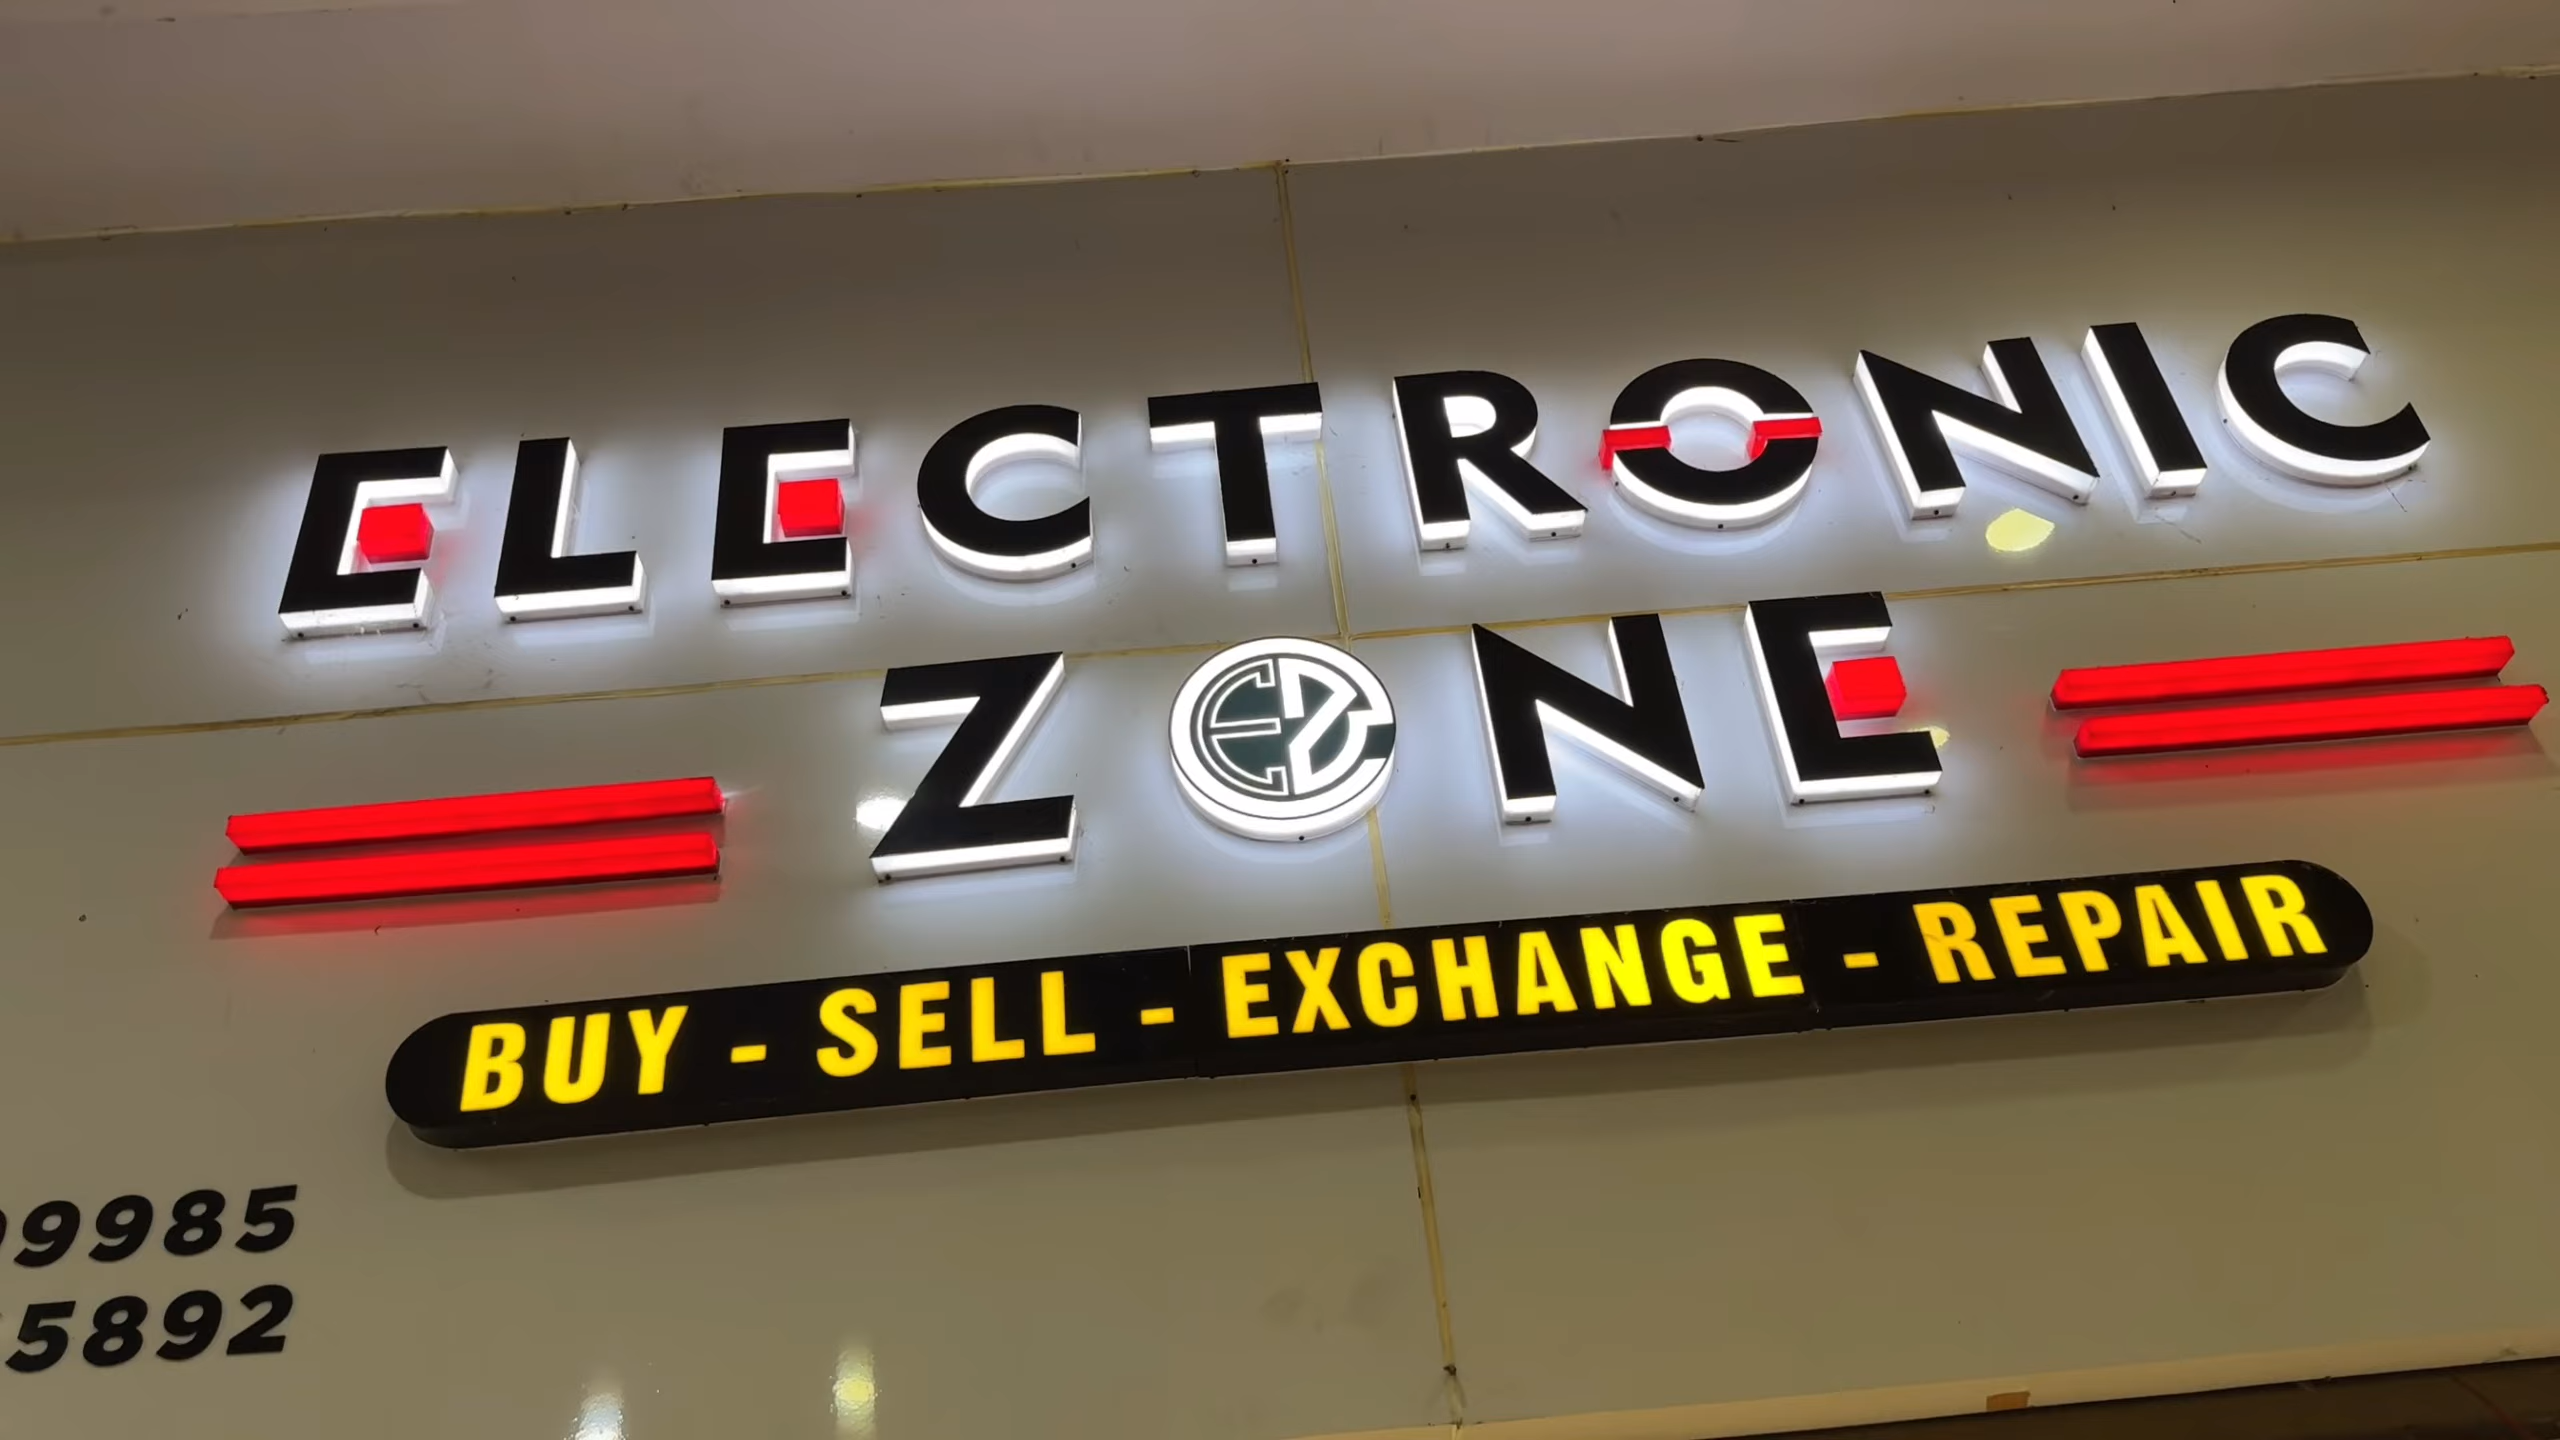 ELECTRONIC
ZONE
BUY - SELL - EXCHANGE - REPAIR
9985
5892